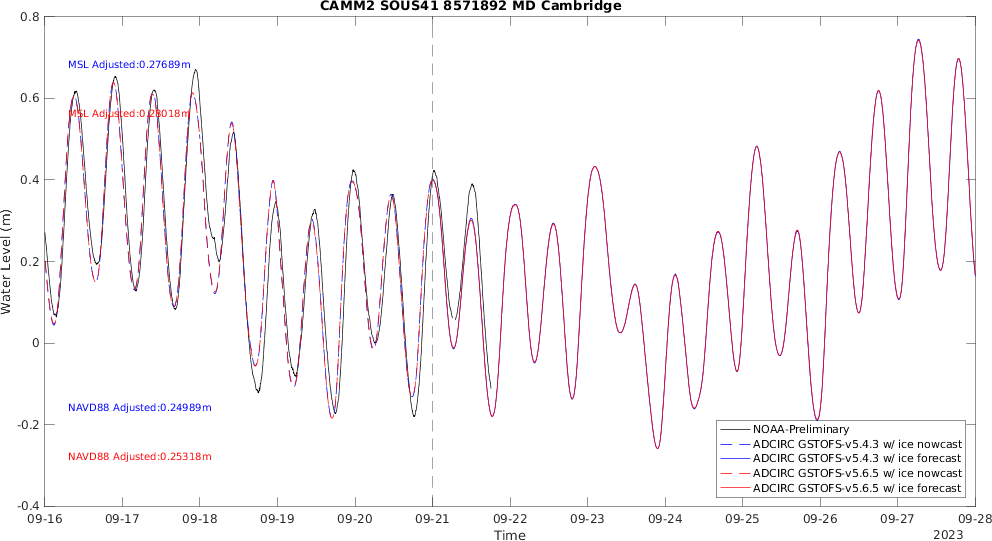 CAMM2 SOUS41 8571892 MD Cambridge
0.8
MSL Adjusted:0.27689m
0.6
MSL Adjusted:0.28018m
0.4
Water Level (m)
0.2
0
NAVD88 Adjusted:0.24989m
-0.2
NAVD88 Adjusted:0.25318m
-0.4
NOAA-Preliminary
ADCIRC GSTOFS-v5.4.3 w/ ice nowcast
ADCIRC GSTOFS-v5.4.3 w/ ice forecast
ADCIRC GSTOFS-v5.6.5 w/ ice nowcast
ADCIRC GSTOFS-v5.6.5 w/ ice forecast
09-16 09-17 09-18 09-19 09-20 09-21 09-22 09-23 09-24 09-25 09-26 09-27 09-28
Time
2023